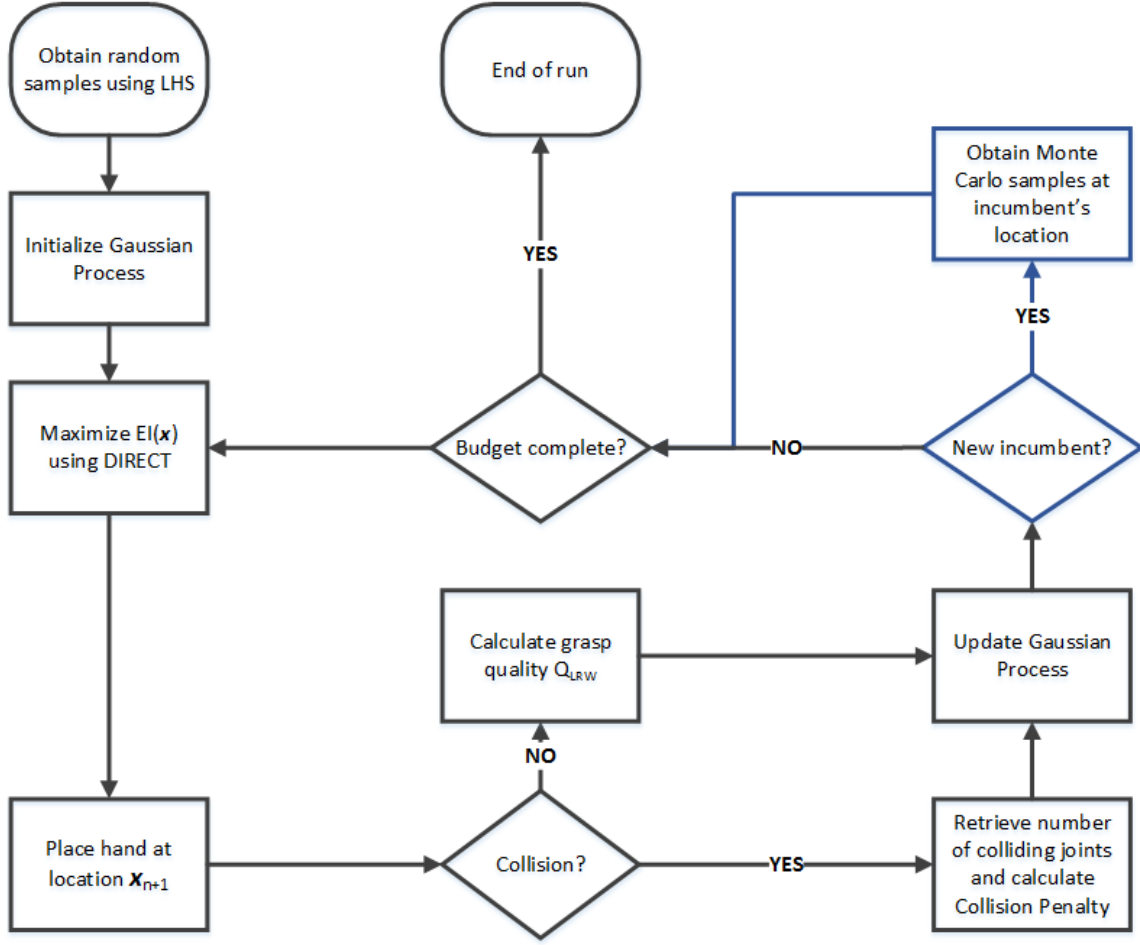 Obtain random
samples using LHS
End of run
Obtain Monte
Carlo samples at
incumbent's
location
Initialize Gaussian
Process
YES
YES
Maximize EI(x)
using DIRECT
Budget complete?
NO
New incumbent?
Calculate grasp
quality Q_LRW
Update Gaussian
Process
NO
Place hand at
location x_n+1
Collision?
YES
Retrieve number
of colliding joints
and calculate
Collision Penalty